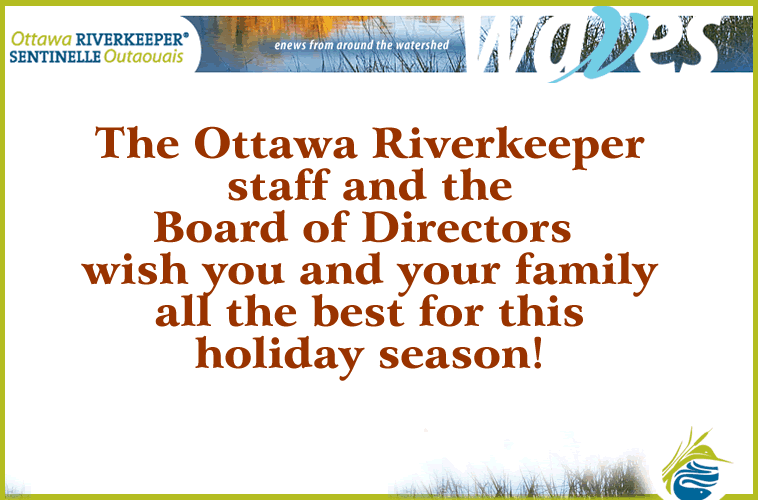 Ottawa RIVERKEEPER®
SENTINELLE Outaouais
enews from around the watershed
waves
The Ottawa Riverkeeper
staff and the
Board of Directors
wish you and your family
all the best for this
holiday season!